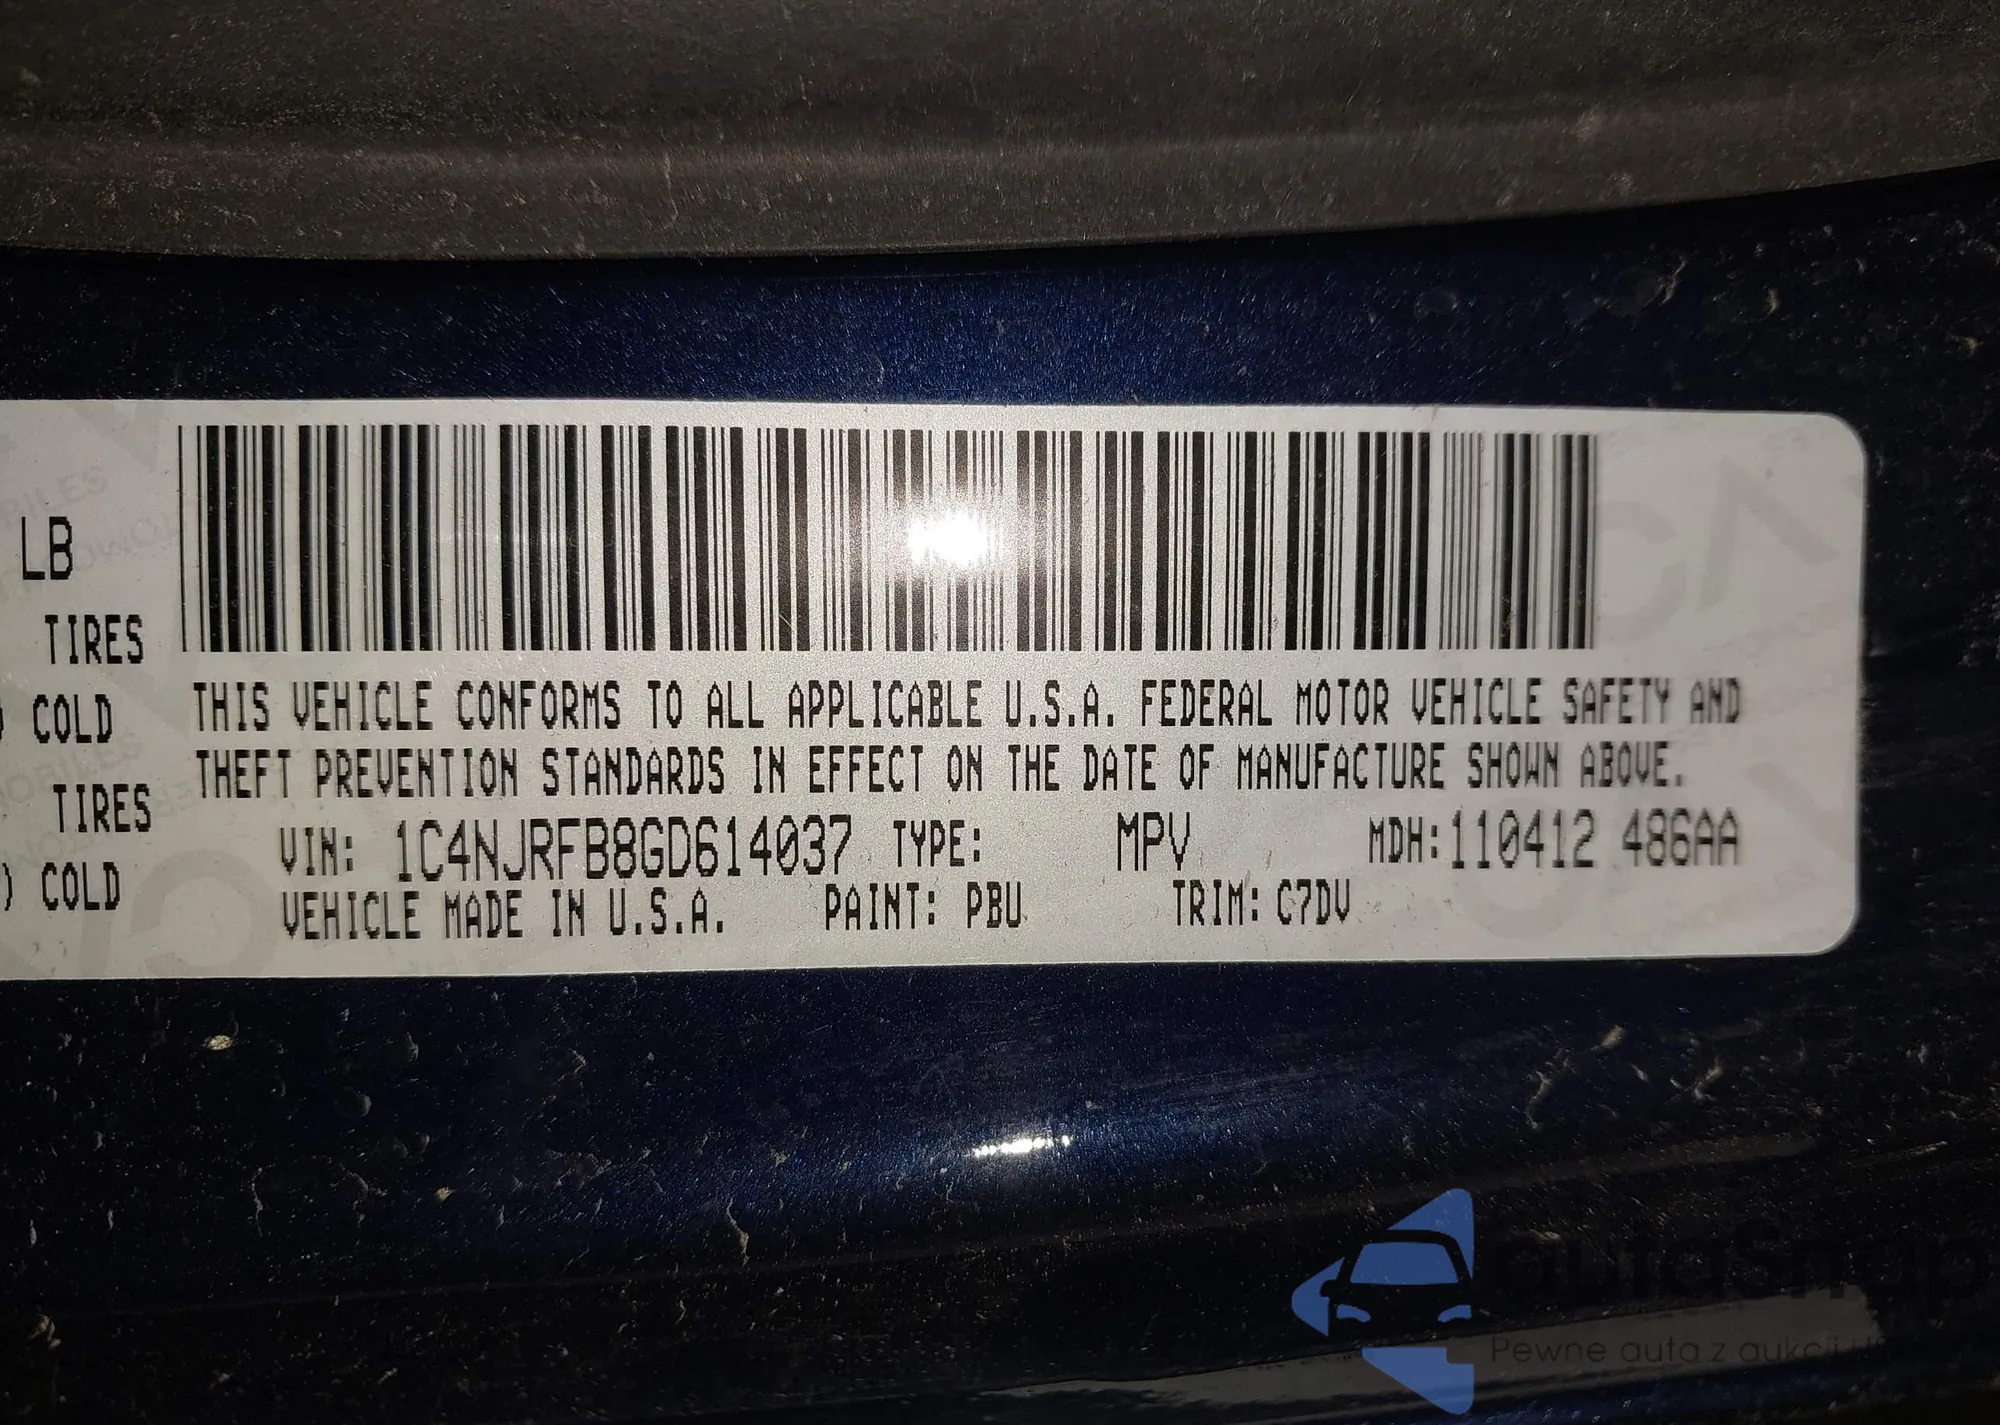 LB
TIRES
) COLD
TIRES
) COLD
THIS VEHICLE CONFORMS TO ALL APPLICABLE U.S.A. FEDERAL MOTOR VEHICLE SAFETY AND
THEFT PREVENTION STANDARDS IN EFFECT ON THE DATE OF MANUFACTURE SHOWN ABOVE.
VIN: 1C4NJRFB8GD614037 TYPE: MPV MDH:110412 486AA
VEHICLE MADE IN U.S.A. PAINT: PBU TRIM: C7DV
Pewne auta z aukcji